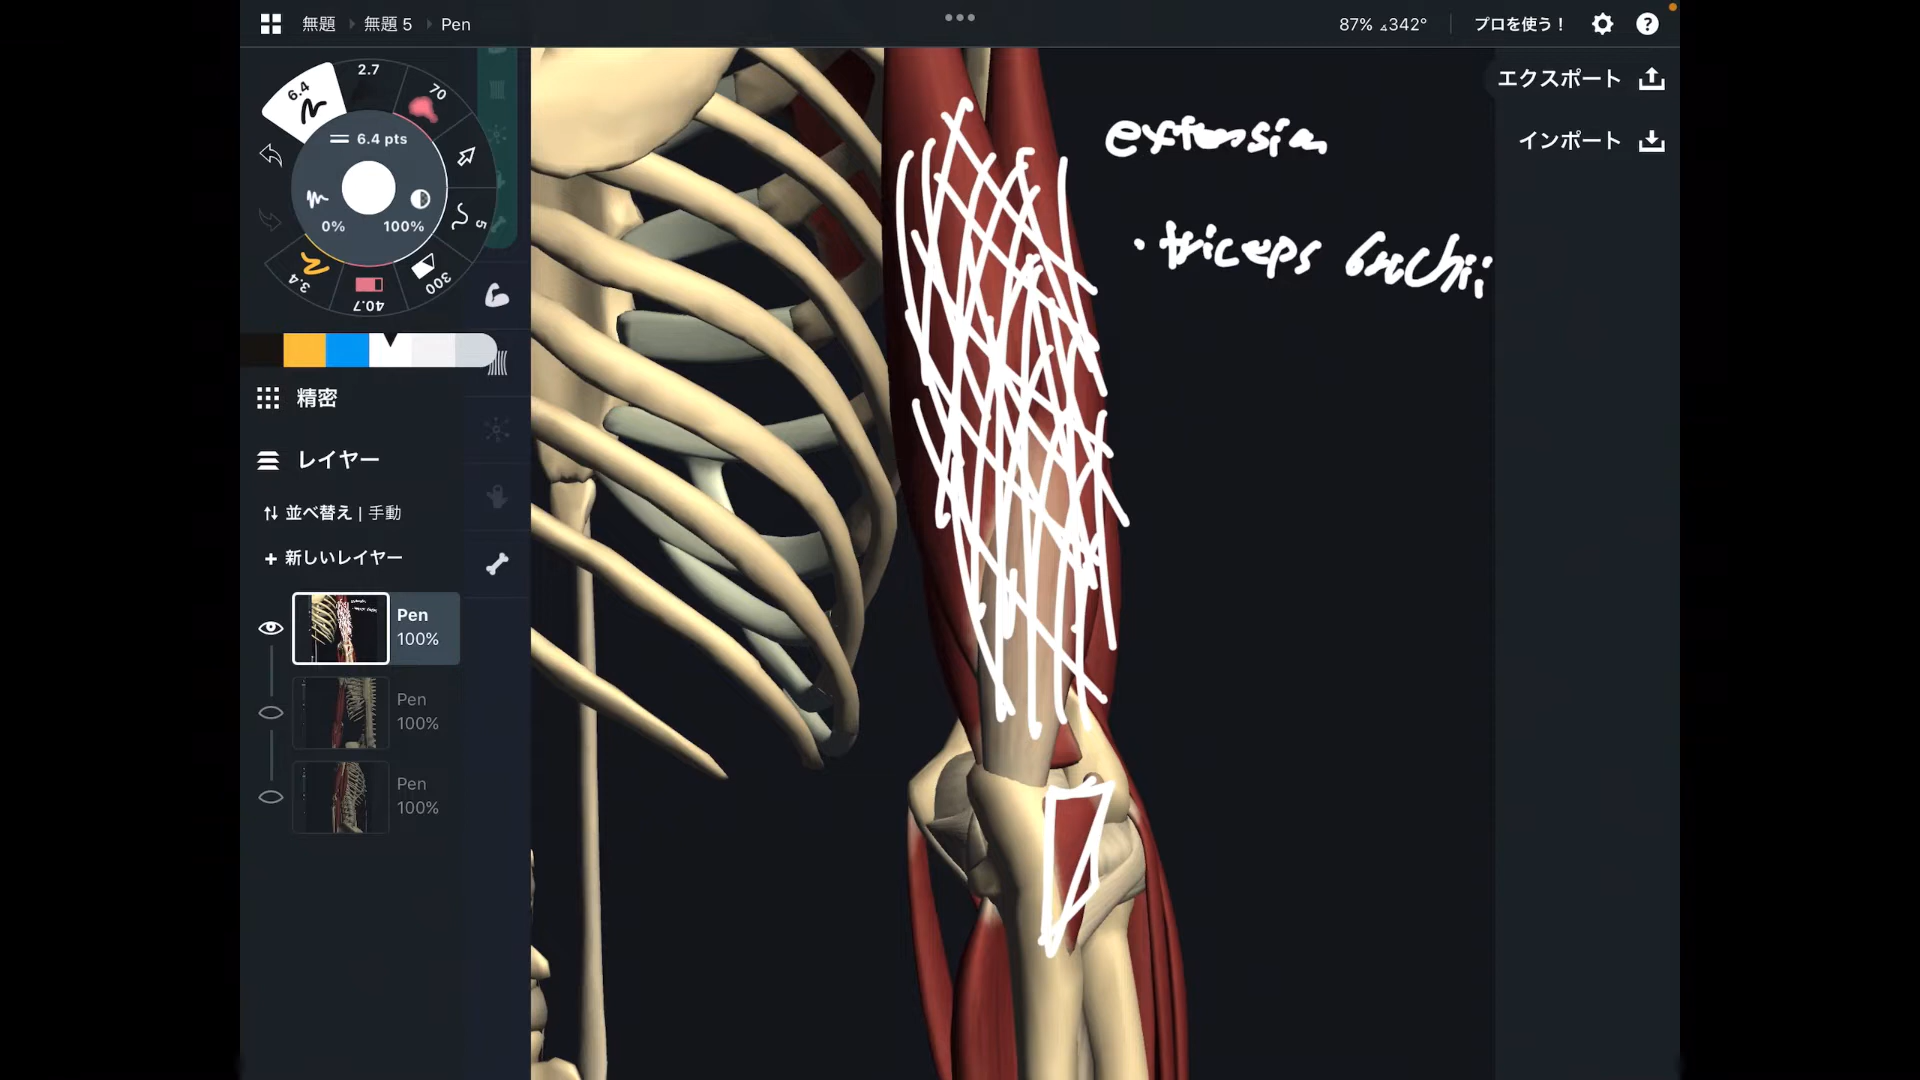 無題 › 無題 5 › Pen
87% ⊿342°
プロを使う！
エクスポート
インポート
2.7
6.4
70
6.4 pts
0%
100%
5
300
40.7
3.4
精密
レイヤー
並べ替え | 手動
+ 新しいレイヤー
Pen
100%
Pen
100%
Pen
100%
extension
・triceps brachii